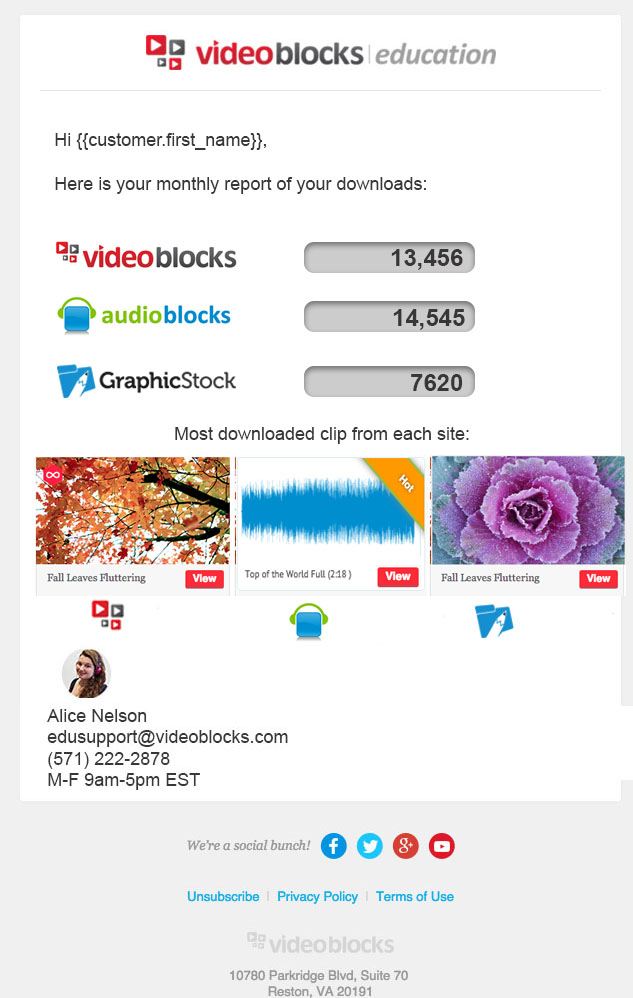 videoblocks | education
Hi {{customer.first_name}},
Here is your monthly report of your downloads:
videoblocks 13,456
audioblocks 14,545
GraphicStock 7620
Most downloaded clip from each site:
Hot
Fall Leaves Fluttering View
Top of the World Full (2:18 ) View
Fall Leaves Fluttering View
Alice Nelson
edusupport@videoblocks.com
(571) 222-2878
M-F 9am-5pm EST
We're a social bunch! f g+
Unsubscribe | Privacy Policy | Terms of Use
videoblocks
10780 Parkridge Blvd, Suite 70
Reston, VA 20191